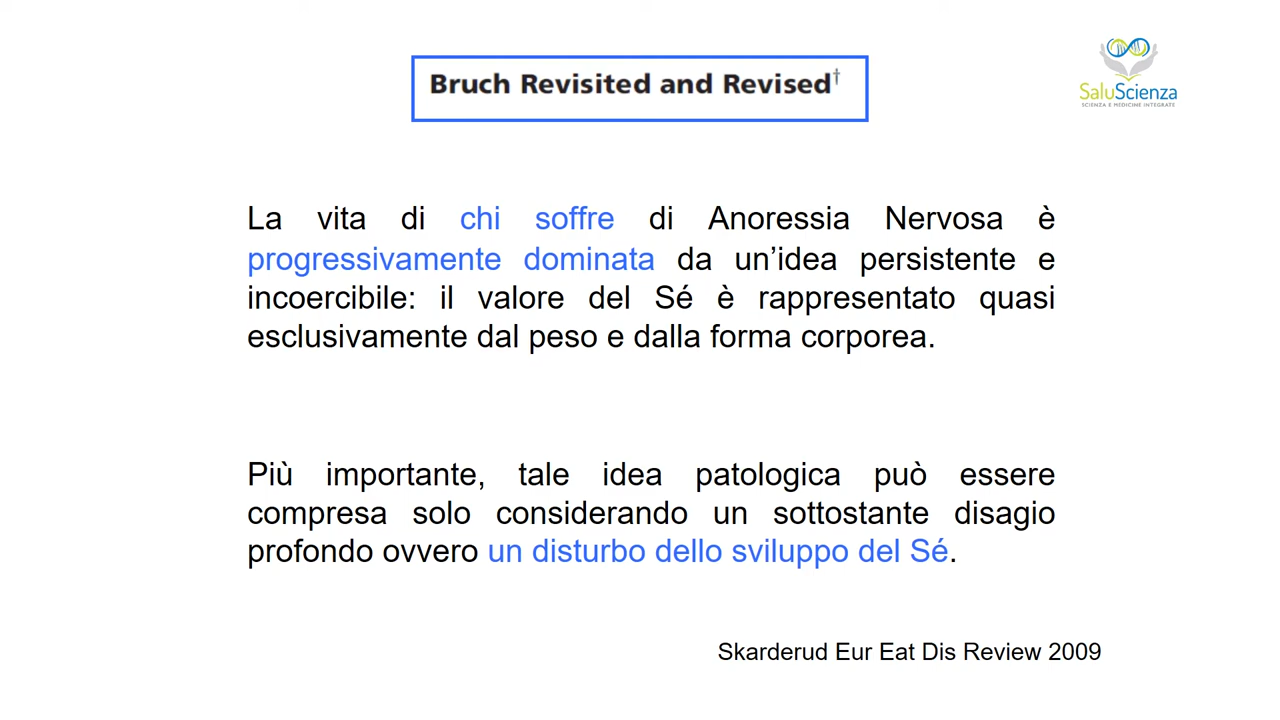 Bruch Revisited and Revised†
SaluScienza
SCIENZA E MEDICINE INTEGRATE
La vita di chi soffre di Anoressia Nervosa è
progressivamente dominata da un’idea persistente e
incoercibile: il valore del Sé è rappresentato quasi
esclusivamente dal peso e dalla forma corporea.
Più importante, tale idea patologica può essere
compresa solo considerando un sottostante disagio
profondo ovvero un disturbo dello sviluppo del Sé.
Skarderud Eur Eat Dis Review 2009